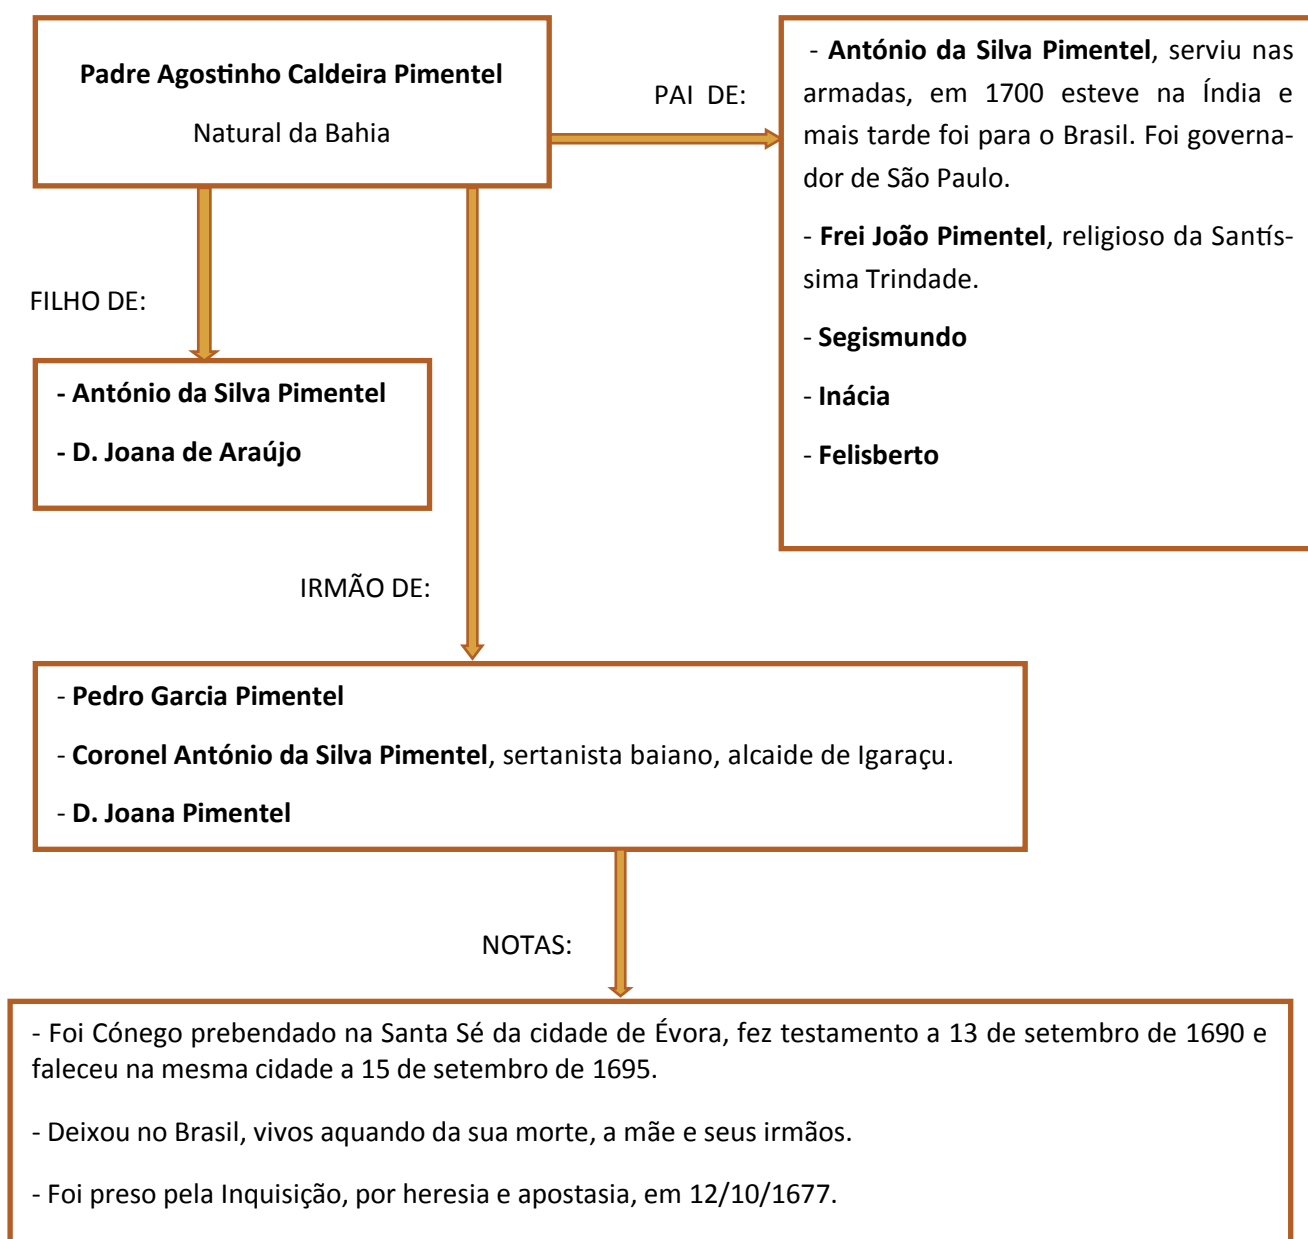 Padre Agostinho Caldeira Pimentel
Natural da Bahia
PAI DE:
- António da Silva Pimentel, serviu nas
armadas, em 1700 esteve na Índia e
mais tarde foi para o Brasil. Foi governa-
dor de São Paulo.
- Frei João Pimentel, religioso da Santís-
sima Trindade.
- Segismundo
- Inácia
- Felisberto
FILHO DE:
- António da Silva Pimentel
- D. Joana de Araújo
IRMÃO DE:
- Pedro Garcia Pimentel
- Coronel António da Silva Pimentel, sertanista baiano, alcaide de Igaraçu.
- D. Joana Pimentel
NOTAS:
- Foi Cónego prebendado na Santa Sé da cidade de Évora, fez testamento a 13 de setembro de 1690 e
faleceu na mesma cidade a 15 de setembro de 1695.
- Deixou no Brasil, vivos aquando da sua morte, a mãe e seus irmãos.
- Foi preso pela Inquisição, por heresia e apostasia, em 12/10/1677.